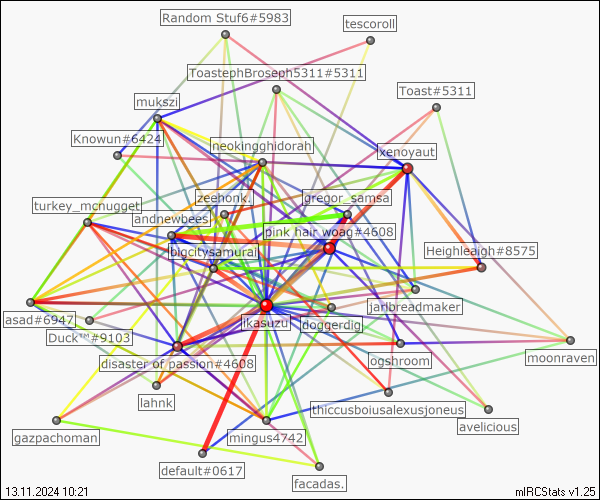 Random Stuf6#5983
tescoroll
ToastephBroseph5311#5311
Toast#5311
mukszi
Knowun#6424
neokingghidorah
xenoyaut
zeehonk.
gregor_samsa
turkey_mcnugget
andnewbees
pink hair woag#4608
bigcitysamurai
Heighleigh#8575
jarlbreadmaker
asad#6947
ikasuzu
doggerdig
Duck™#9103
ogshroom
moonraven
disaster of passion#4608
lahnk
thiccusboiusalexusjoneus
avelicious
gazpachoman
mingus4742
default#0617
facadas.
13.11.2024 10:21
mIRCStats v1.25